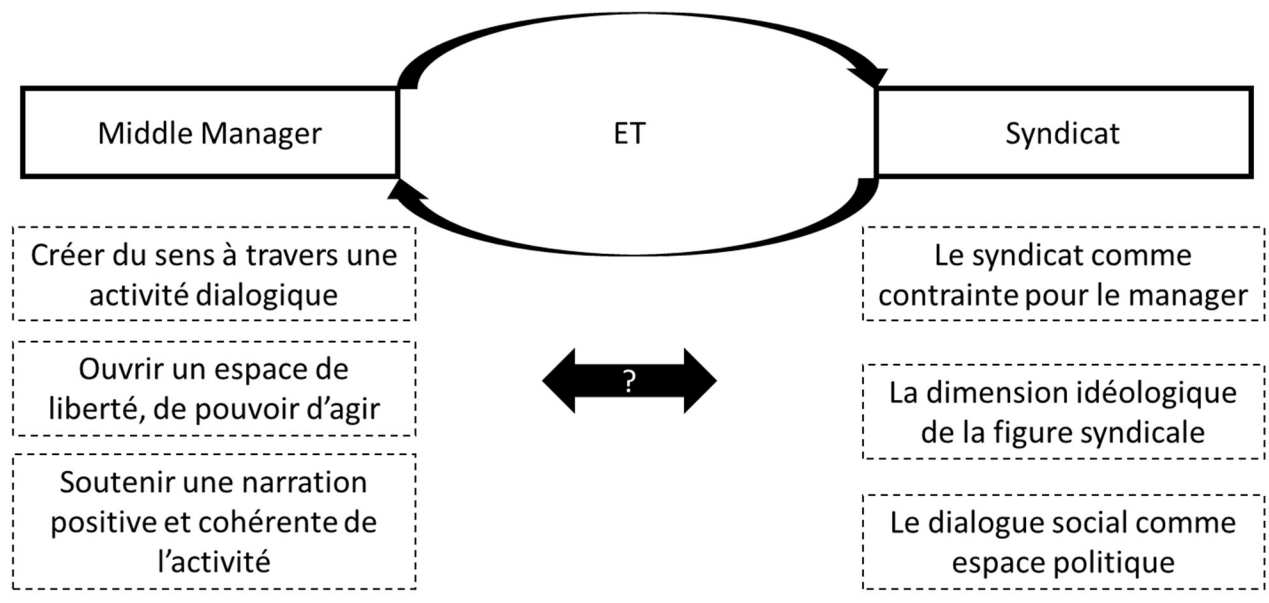 Middle Manager
ET
Syndicat
Créer du sens à travers une
activité dialogique
Ouvrir un espace de
liberté, de pouvoir d’agir
Soutenir une narration
positive et cohérente de
l’activité
?
Le syndicat comme
contrainte pour le manager
La dimension idéologique
de la figure syndicale
Le dialogue social comme
espace politique